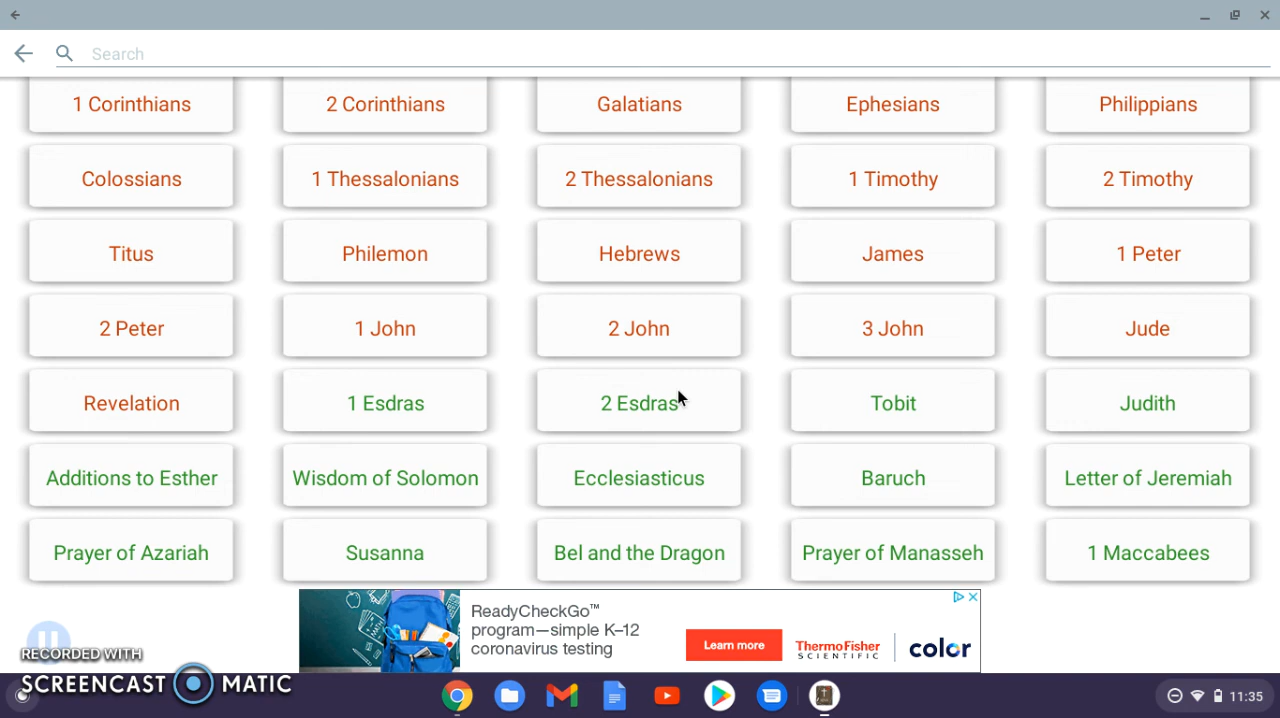 Search
1 Corinthians
2 Corinthians
Galatians
Ephesians
Philippians
Colossians
1 Thessalonians
2 Thessalonians
1 Timothy
2 Timothy
Titus
Philemon
Hebrews
James
1 Peter
2 Peter
1 John
2 John
3 John
Jude
Revelation
1 Esdras
2 Esdras
Tobit
Judith
Additions to Esther
Wisdom of Solomon
Ecclesiasticus
Baruch
Letter of Jeremiah
Prayer of Azariah
Susanna
Bel and the Dragon
Prayer of Manasseh
1 Maccabees
ReadyCheckGo™
program—simple K–12
coronavirus testing
Learn more
ThermoFisher
SCIENTIFIC
color
RECORDED WITH
SCREENCAST MATIC
11:35